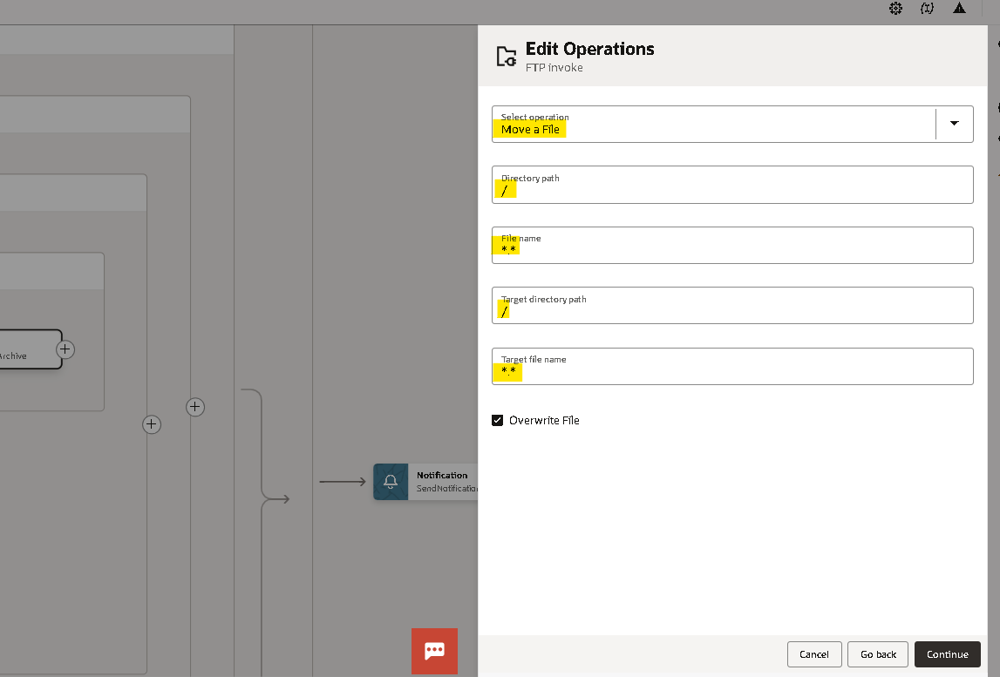 Edit Operations
FTP invoke
Select operation
Move a File
Directory path
/
File name
*.*
Target directory path
/
Target file name
*.*
Overwrite File
Archive
Notification
SendNotification
Cancel
Go back
Continue